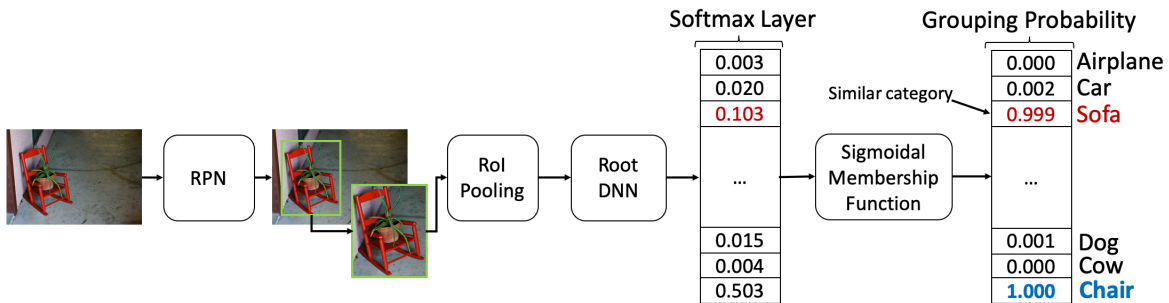 Softmax Layer
Grouping Probability
0.003
0.020
0.103
...
0.015
0.004
0.503
0.000 Airplane
0.002 Car
Similar category
0.999 Sofa
...
0.001 Dog
0.000 Cow
1.000 Chair
RPN
RoI
Pooling
Root
DNN
Sigmoidal
Membership
Function